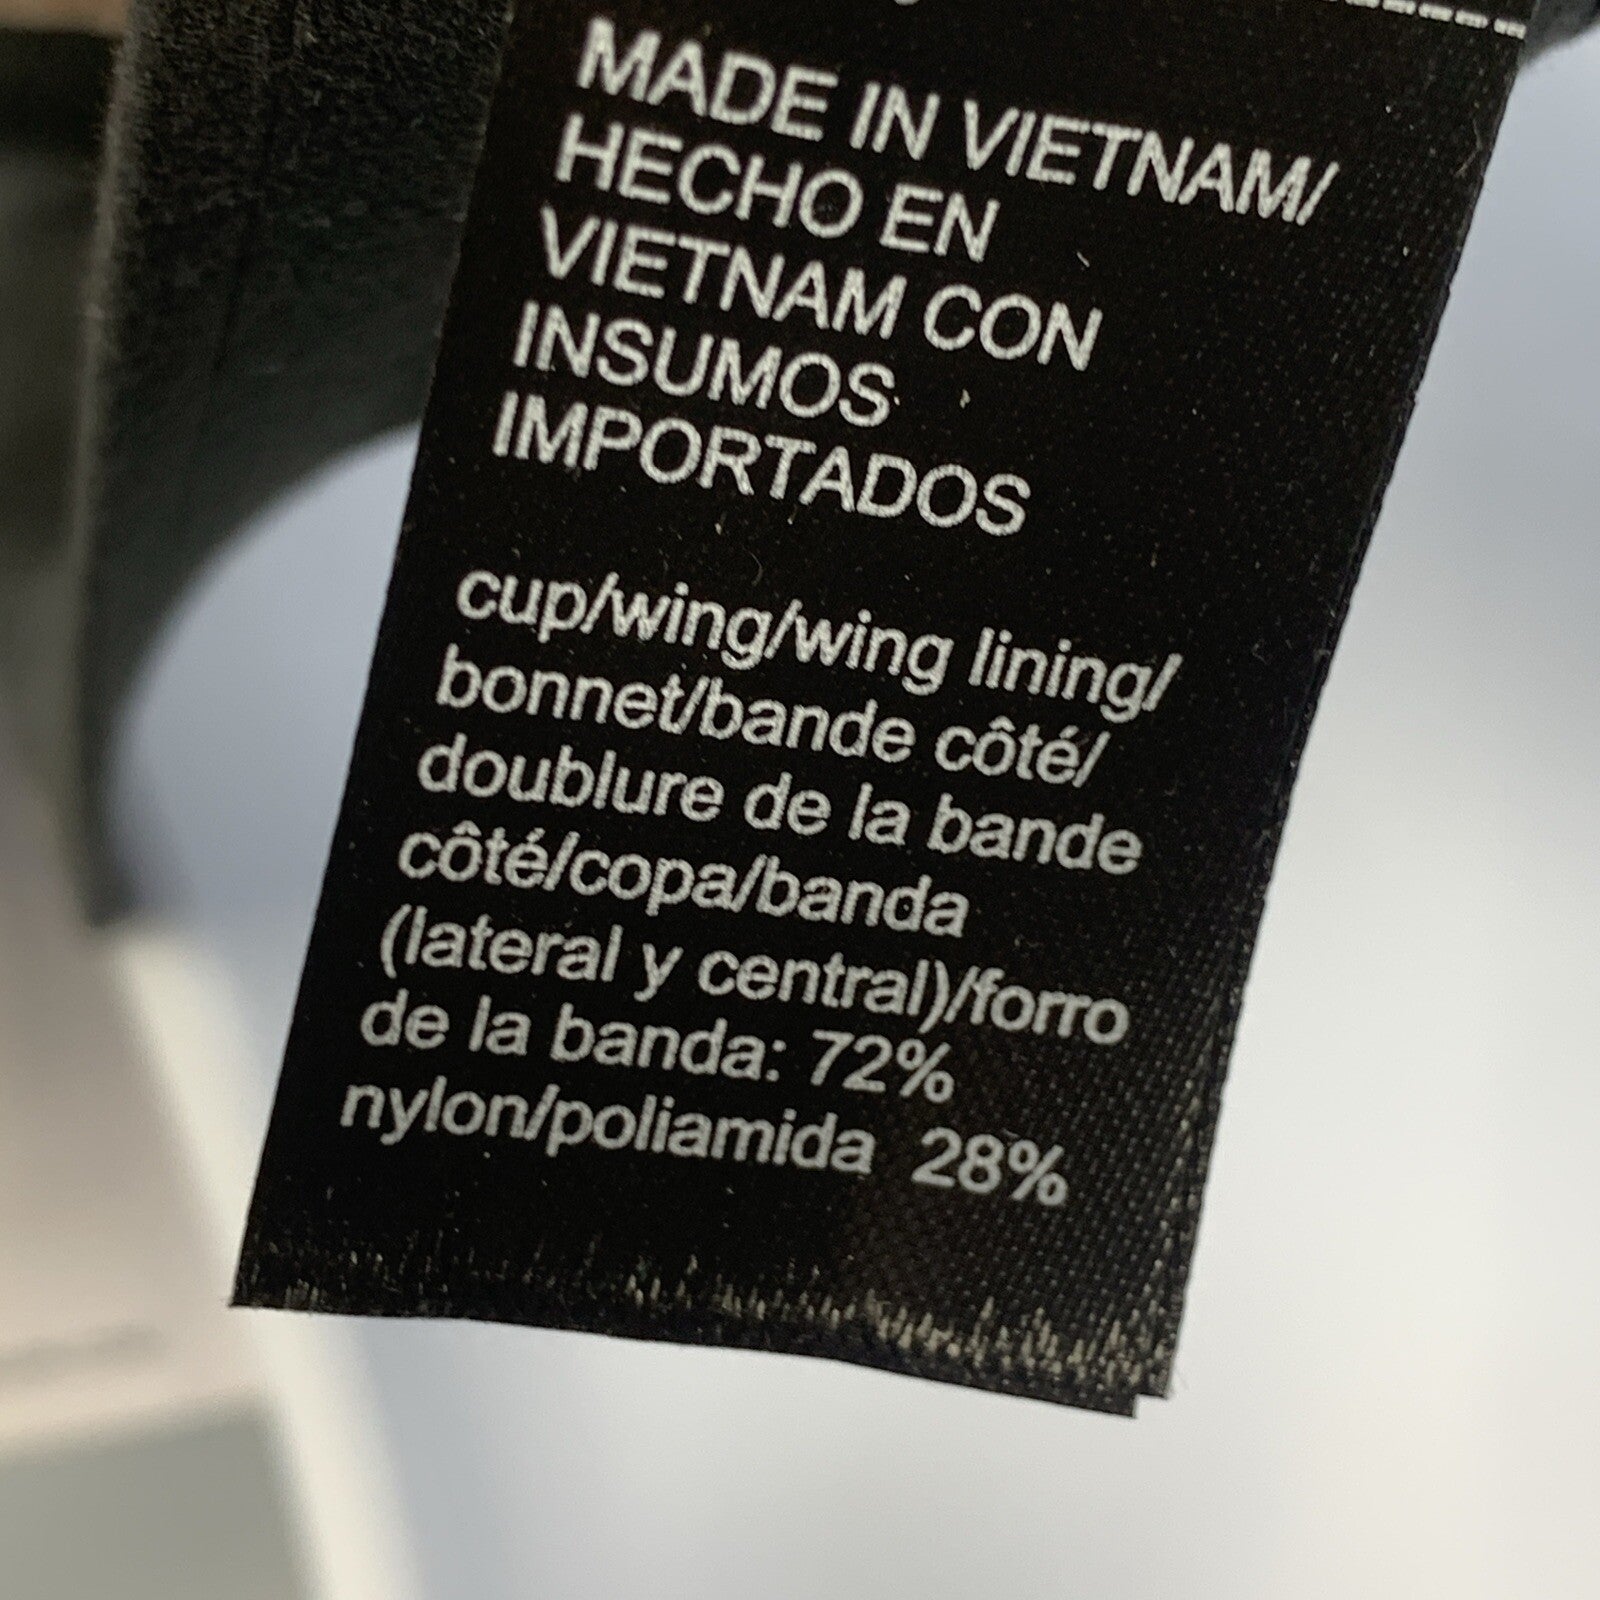 MADE IN VIETNAM/
HECHO EN
VIETNAM CON
INSUMOS
IMPORTADOS
cup/wing/wing lining/
bonnet/bande côté/
doublure de la bande
côté/copa/banda
(lateral y central)/forro
de la banda: 72%
nylon/poliamida 28%